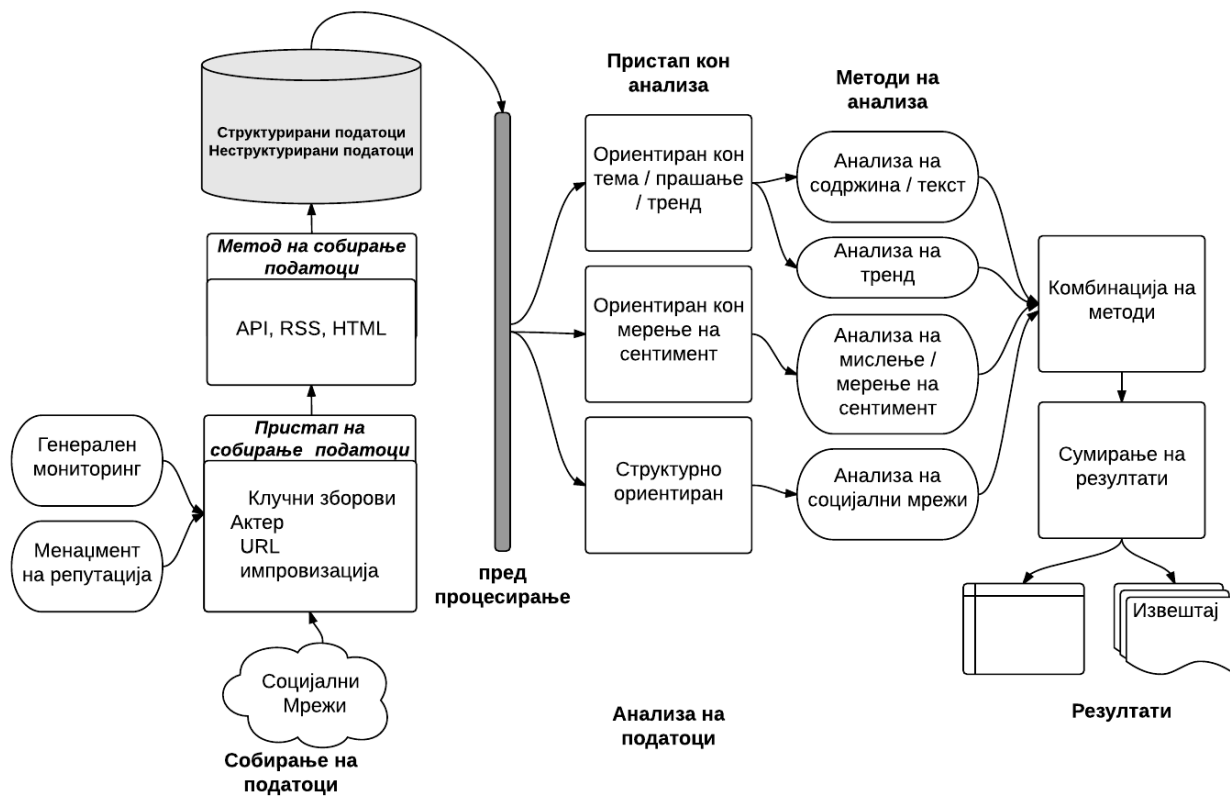 Структурирани податоци
Неструктурирани податоци
Метод на собирање
податоци
API, RSS, HTML
Генерален
мониторинг
Менаџмент
на репутација
Пристап на
собирање податоци
Клучни зборови
Актер
URL
импровизација
Социјални
Мрежи
Собирање на
податоци
пред
процесирање
Пристап кон
анализа
Ориентиран кон
тема / прашање
/ тренд
Ориентиран кон
мерење на
сентимент
Структурно
ориентиран
Анализа на
податоци
Методи на
анализа
Анализа на
содржина / текст
Анализа на
тренд
Анализа на
мислење /
мерење на
сентимент
Анализа на
социјални мрежи
Комбинација на
методи
Сумирање на
резултати
Извештај
Резултати